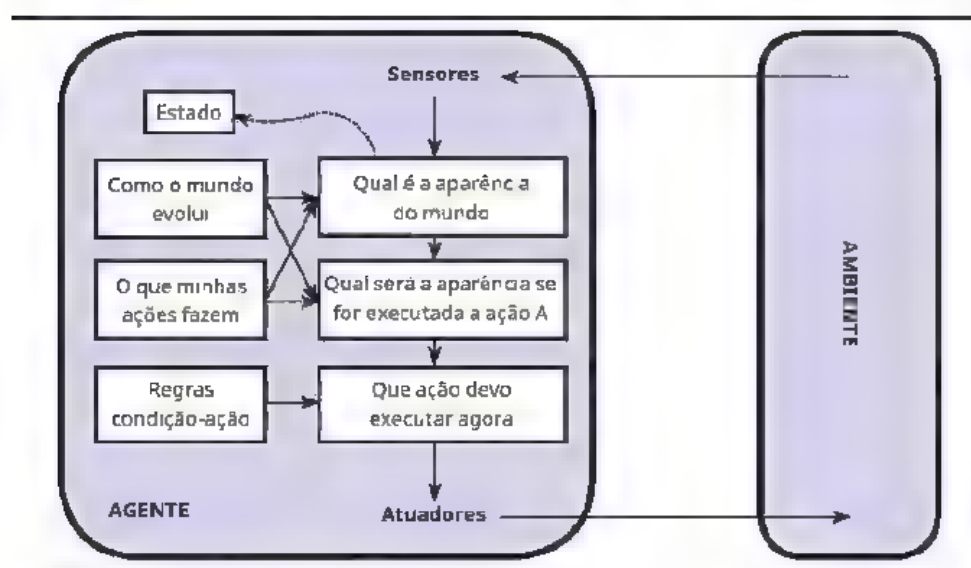 Sensores
Estado
Como o mundo
evolui
Qual é a aparência
do mundo
O que minhas
ações fazem
Qual será a aparência se
for executada a ação A
Regras
condição-ação
Que ação devo
executar agora
AGENTE
Atuadores
AMBIENTE